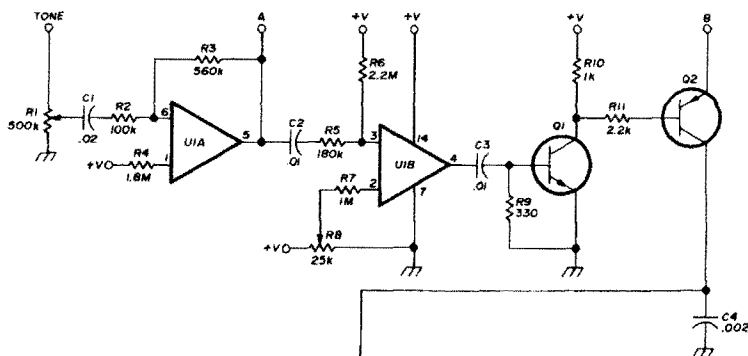 TONE
A
+V
+V
+V
B
R3
560k
R6
2.2M
R10
1k
Q2
C1
.02
R2
100k
R1
500k
6
U1A
5
C2
.01
R5
180k
3
14
Q1
R11
2.2k
+V
R4
1.8M
1
U1B
4
C3
.01
R7
1M
2
7
R9
330
+V
R8
25k
C4
.002